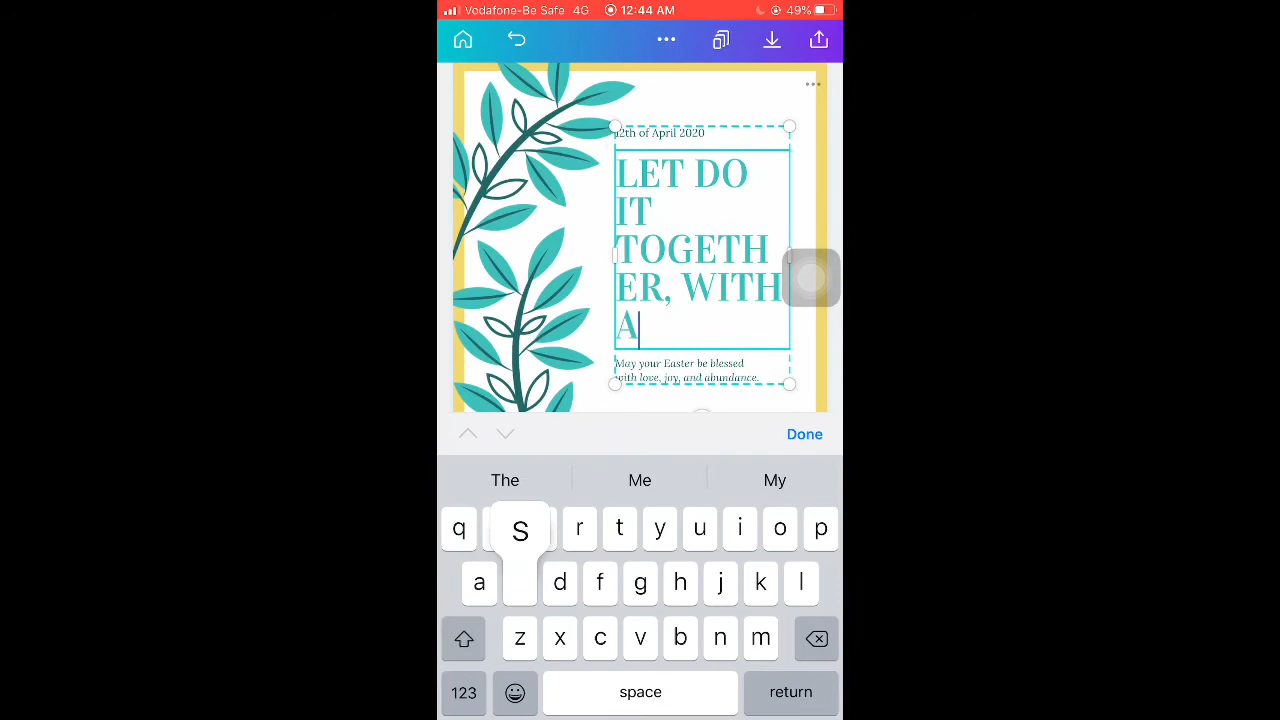 Vodafone-Be Safe 4G 12:44 AM 49%
12th of April 2020
LET DO
IT
TOGETH
ER, WITH
A
May your Easter be blessed
with love, joy, and abundance.
Done
The Me My
q S r t y u i o p
a d f g h j k l
z x c v b n m
123 space return